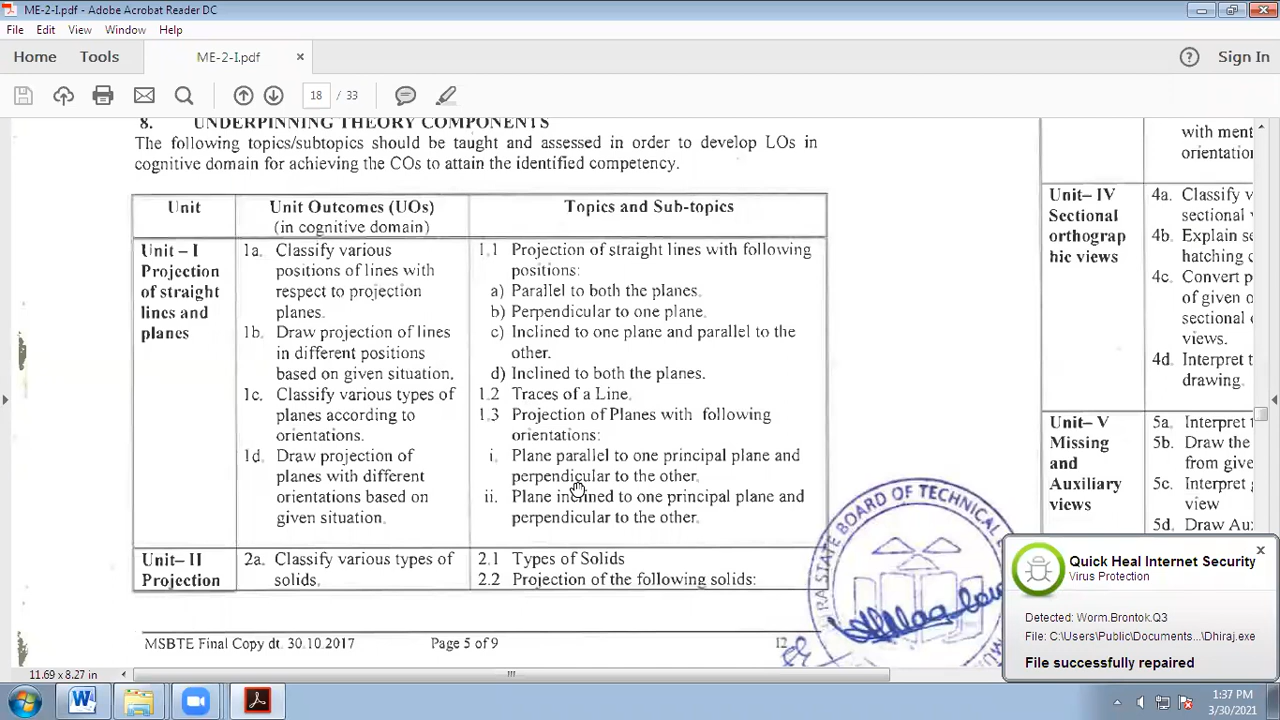 ME-2-I.pdf - Adobe Acrobat Reader DC
File Edit View Window Help
Home Tools ME-2-I.pdf × ? Sign In
18 / 33
8. UNDERPINNING THEORY COMPONENTS
The following topics/subtopics should be taught and assessed in order to develop LOs in
cognitive domain for achieving the COs to attain the identified competency.
Unit
Unit Outcomes (UOs)
(in cognitive domain)
Topics and Sub-topics
Unit – I
Projection
of straight
lines and
planes
1a. Classify various
positions of lines with
respect to projection
planes.
1b. Draw projection of lines
in different positions
based on given situation.
1c. Classify various types of
planes according to
orientations.
1d. Draw projection of
planes with different
orientations based on
given situation.
1.1 Projection of straight lines with following
positions:
a) Parallel to both the planes.
b) Perpendicular to one plane.
c) Inclined to one plane and parallel to the
other.
d) Inclined to both the planes.
1.2 Traces of a Line.
1.3 Projection of Planes with following
orientations:
i. Plane parallel to one principal plane and
perpendicular to the other.
ii. Plane inclined to one principal plane and
perpendicular to the other.
Unit– II
Projection
2a. Classify various types of
solids.
2.1 Types of Solids
2.2 Projection of the following solids:
MSBTE Final Copy dt. 30.10.2017 Page 5 of 9 12
STATE BOARD OF TECHNICAL
with
orientation
Unit– IV
Sectional
orthograp
hic views
4a. Classify
sectional
4b. Explain
hatching
4c. Convert
of given
sectional
views.
4d. Interpret
drawing.
Unit– V
Missing
and
Auxiliary
views
5a. Interpret
5b. Draw the
from
5c. Interpret
view
5d. Draw
Quick Heal Internet Security
Virus Protection
Detected: Worm.Brontok.Q3
File: C:\Users\Public\Documents...\Dhiraj.exe
File successfully repaired
11.69 x 8.27 in
1:37 PM
3/30/2021